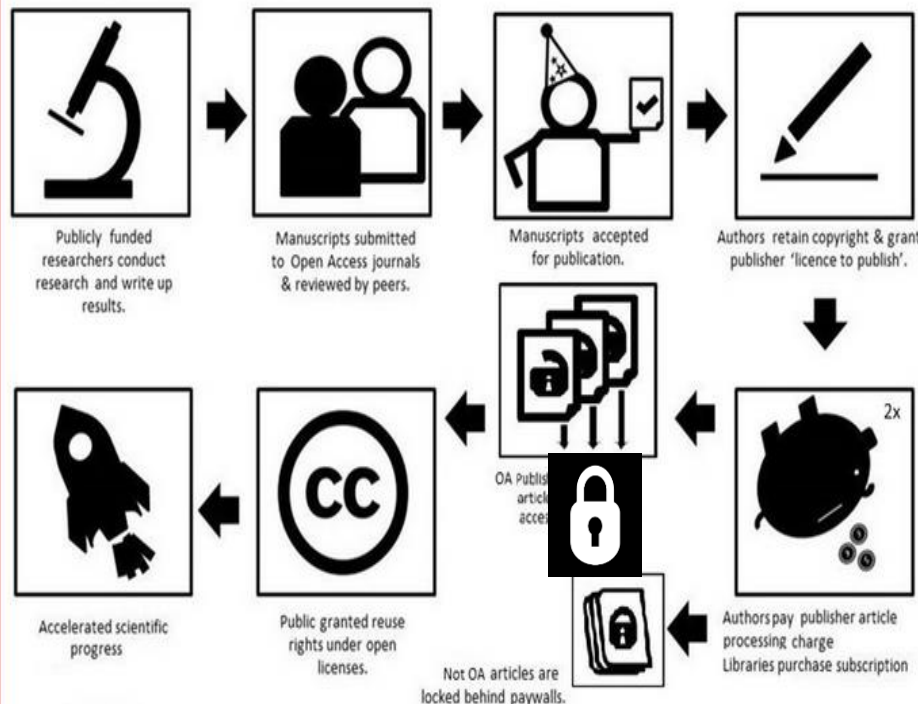 Publicly funded
researchers conduct
research and write up
results.
Manuscripts submitted
to Open Access journals
& reviewed by peers.
Manuscripts accepted
for publication.
Authors retain copyright & grant
publisher ‘licence to publish’.
2x
Authors pay publisher article
processing charge
Libraries purchase subscription
OA
Not OA articles are
locked behind paywalls.
CC
Public granted reuse
rights under open
licenses.
Accelerated scientific
progress